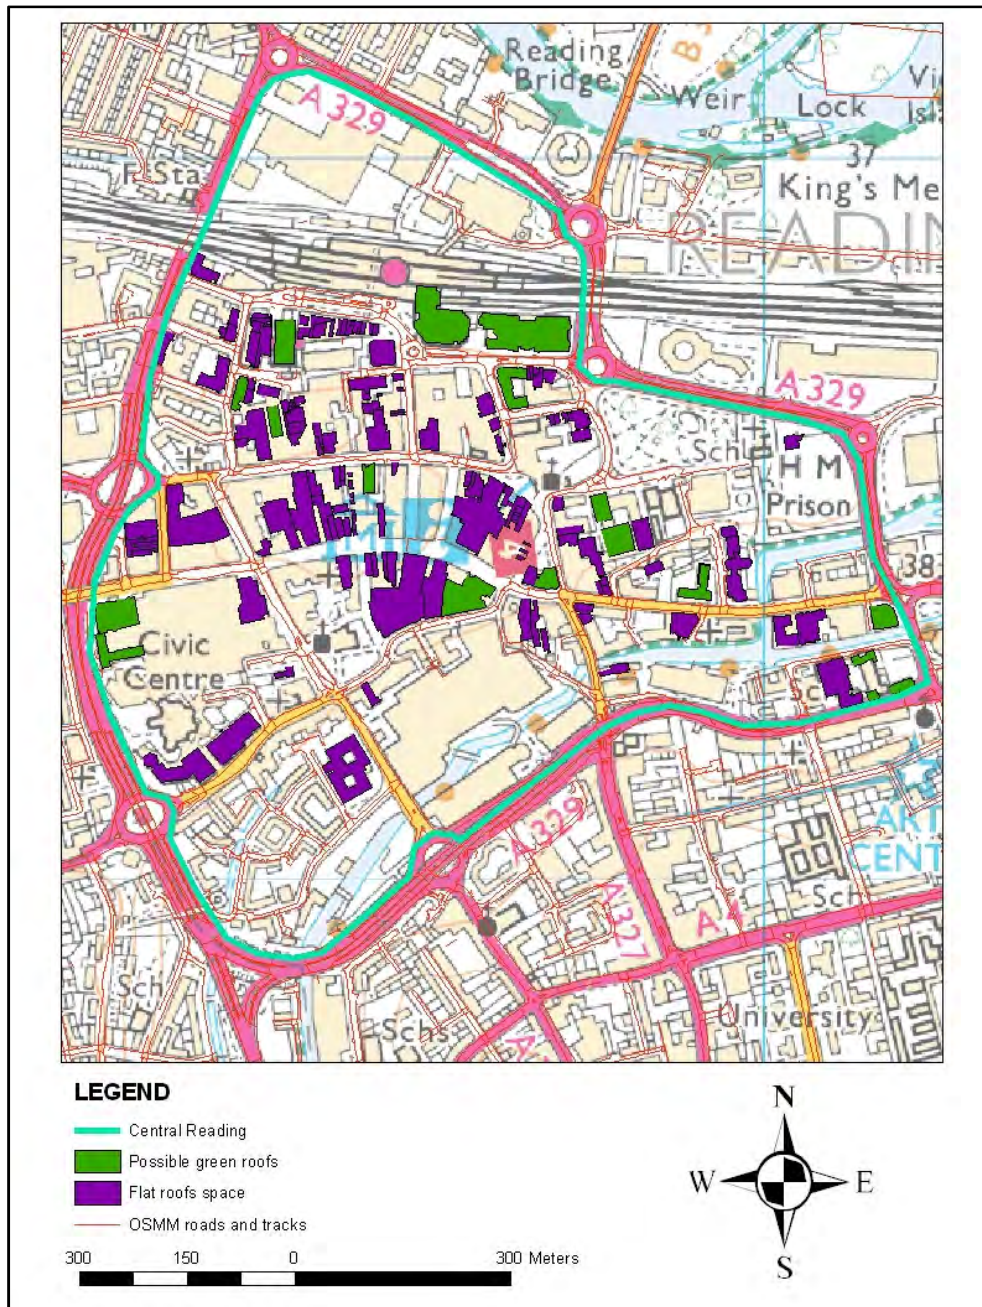 Reading
Bridge
Weir
Lock
A 329
37
King's Me
READIN
A 329
Sch
H M
Prison
38
Civic
Centre
Sc
A 329
A 327
A 4
ART
CENT
Sch
Sch
Schs
University
LEGEND
Central Reading
Possible green roofs
Flat roofs space
OSMM roads and tracks
300 150 0 300 Meters
N
W E
S